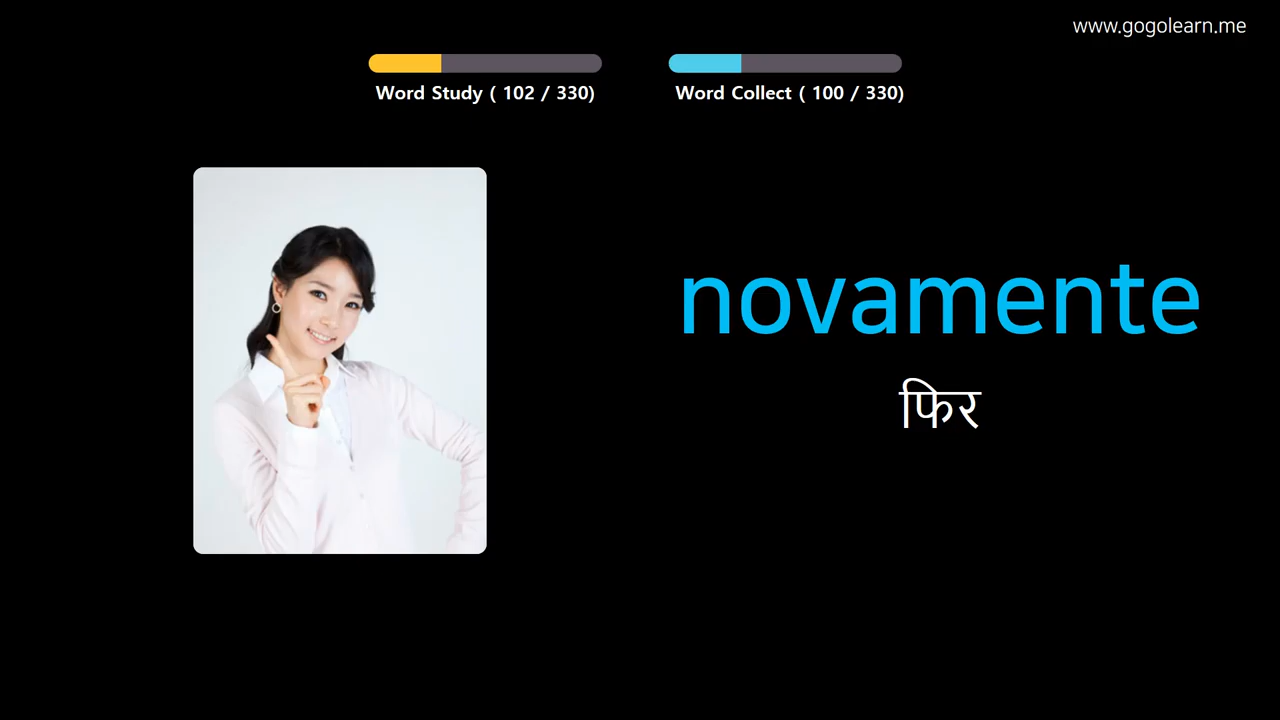 www.gogolearn.me
Word Study ( 102 / 330)
Word Collect ( 100 / 330)
novamente
फिर